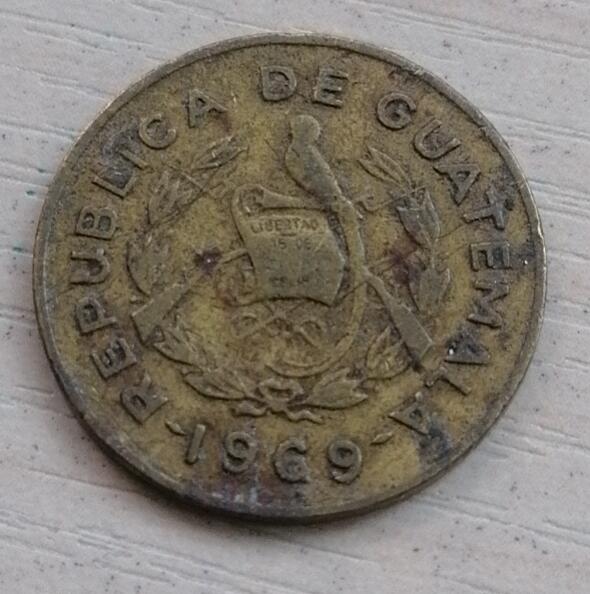 REPUBLICA DE GUATEMALA
LIBERTAD
15 DE
1969